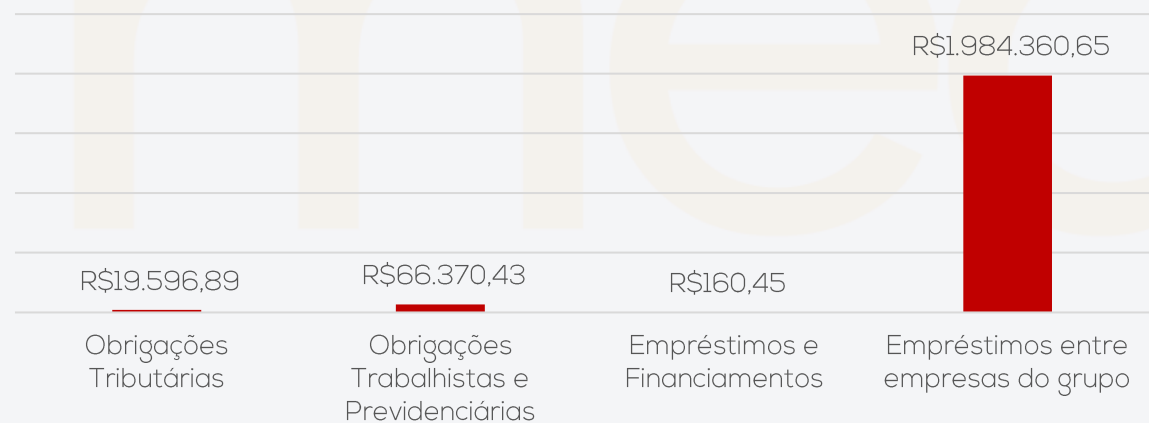 R$1.984.360,65
R$19.596,89
R$66.370,43
R$160,45
Obrigações
Tributárias
Obrigações
Trabalhistas e
Previdenciárias
Empréstimos e
Financiamentos
Empréstimos entre
empresas do grupo